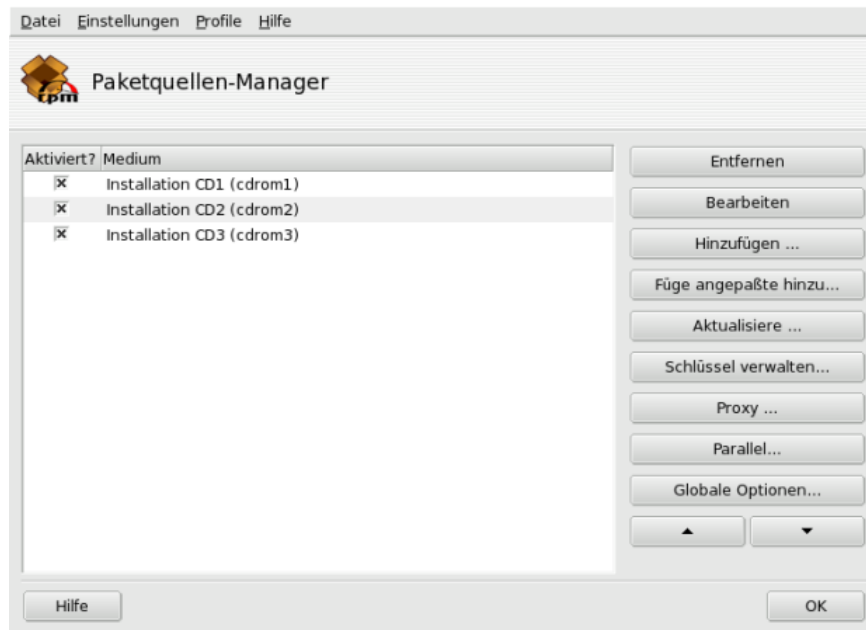 Datei Einstellungen Profile Hilfe
rpm
Paketquellen-Manager
Aktiviert? Medium
Installation CD1 (cdrom1)
Installation CD2 (cdrom2)
Installation CD3 (cdrom3)
Entfernen
Bearbeiten
Hinzufügen ...
Füge angepaßte hinzu...
Aktualisiere ...
Schlüssel verwalten...
Proxy ...
Parallel...
Globale Optionen...
Hilfe
OK